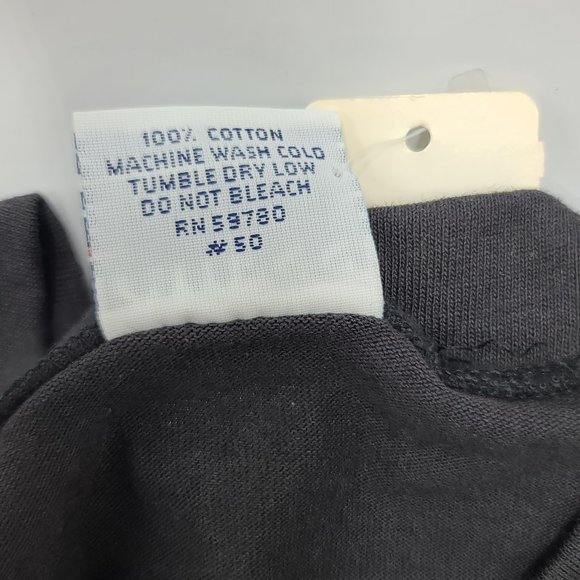 100% COTTON
MACHINE WASH COLD
TUMBLE DRY LOW
DO NOT BLEACH
RN 59780
# 50